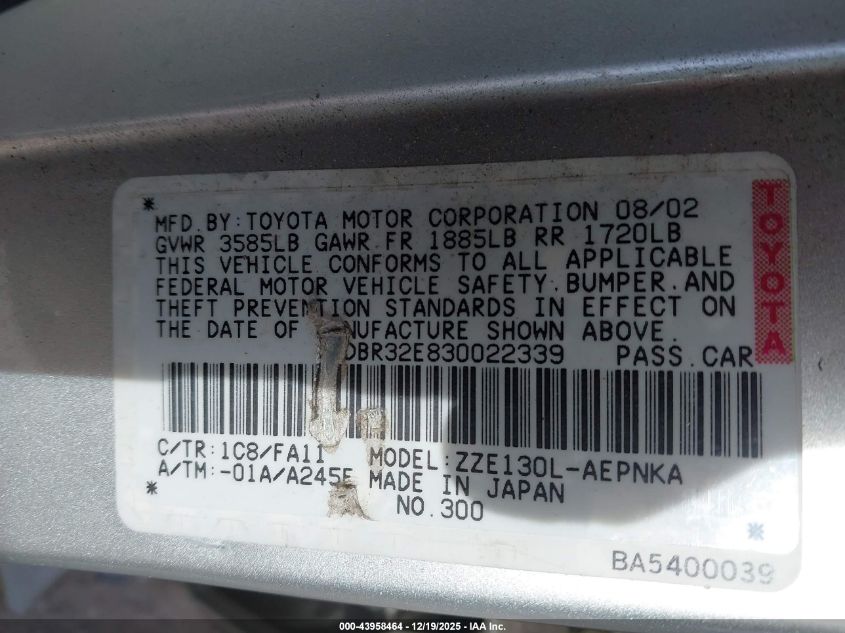 MFD. BY: TOYOTA MOTOR CORPORATION 08/02
GVWR 3585LB GAWR FR 1885LB RR 1720LB
THIS VEHICLE CONFORMS TO ALL APPLICABLE
FEDERAL MOTOR VEHICLE SAFETY. BUMPER. AND
THEFT PREVENTION STANDARDS IN EFFECT ON
THE DATE OF NUFACTURE SHOWN ABOVE.
DBR32E830022339 PASS. CAR
TOYOTA
C/TR: 1C8/FA11 MODEL: ZZE130L-AEPNKA
A/TM: -01A/A245E MADE IN JAPAN
NO. 300
BA5400039
000-43958464 - 12/19/2025 - IAA Inc.